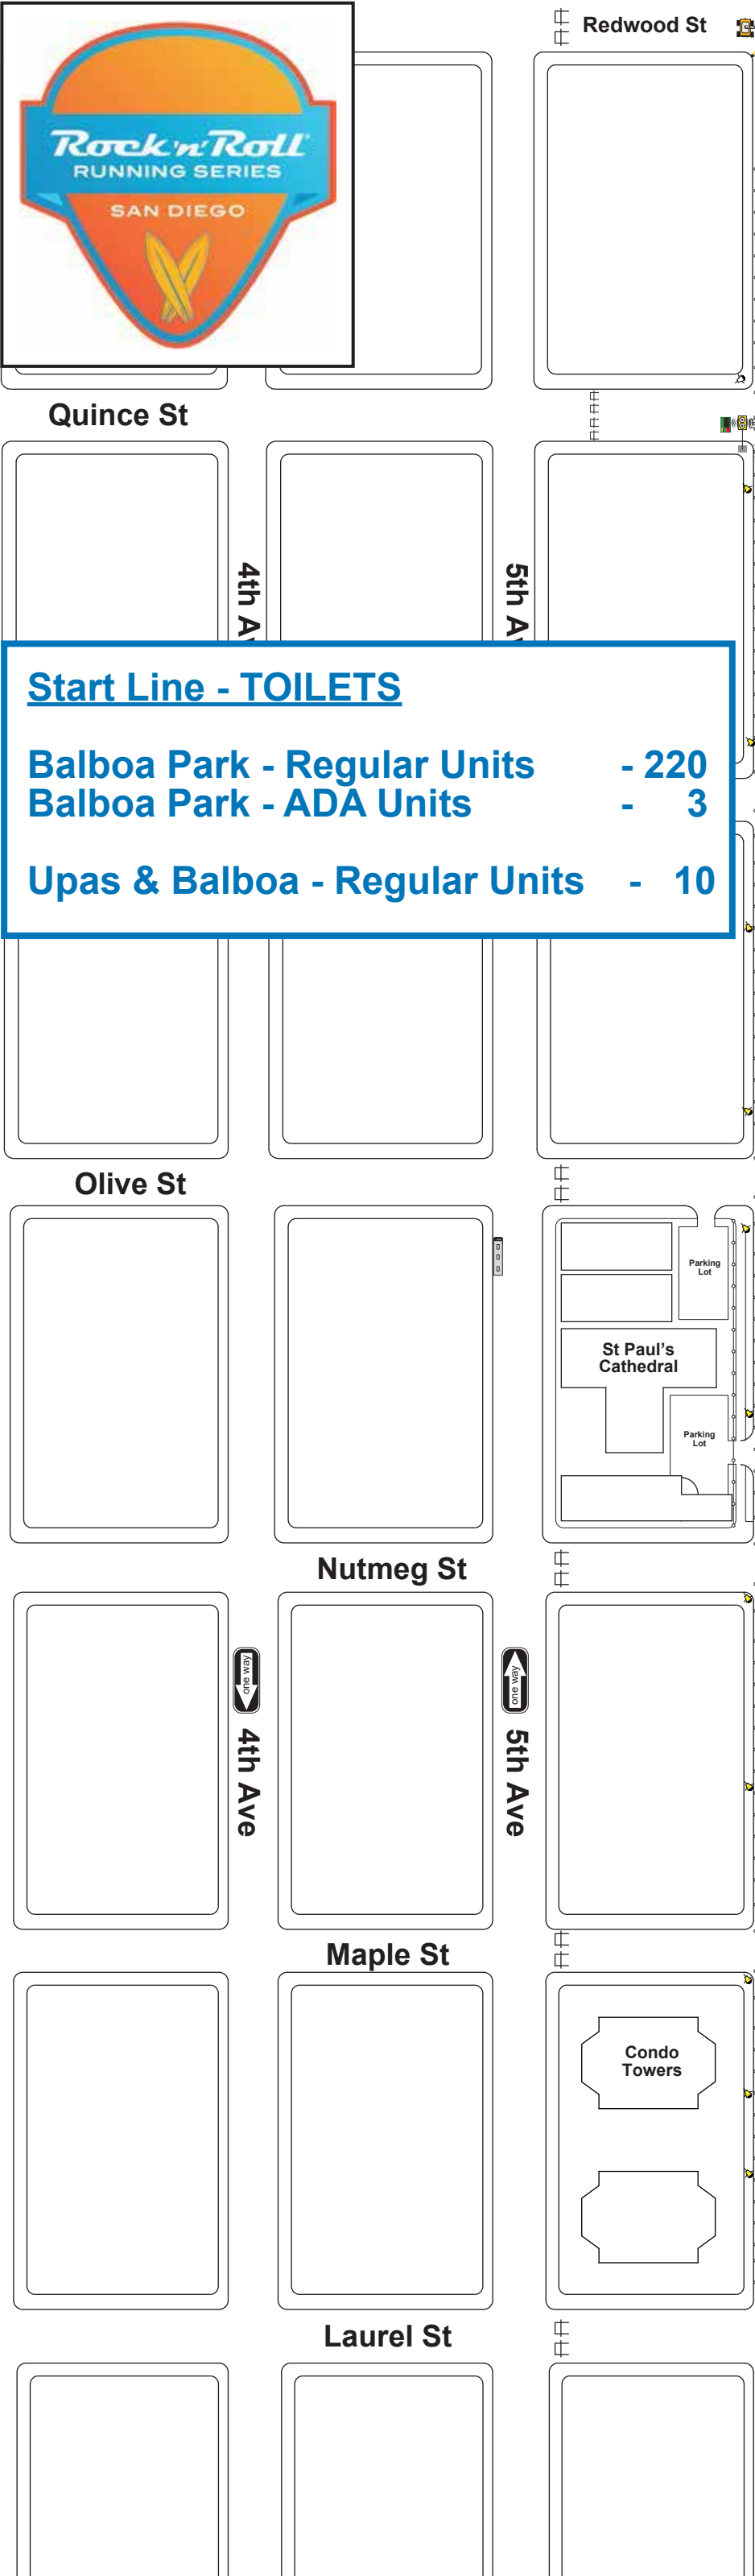 Redwood St
Rock 'n' Roll
RUNNING SERIES
SAN DIEGO
Quince St
4th Av
5th A
Start Line - TOILETS
Balboa Park - Regular Units - 220
Balboa Park - ADA Units - 3
Upas & Balboa - Regular Units - 10
Olive St
Parking
Lot
St Paul's
Cathedral
Parking
Lot
Nutmeg St
one way
one way
4th Ave
5th Ave
Maple St
Condo
Towers
Laurel St